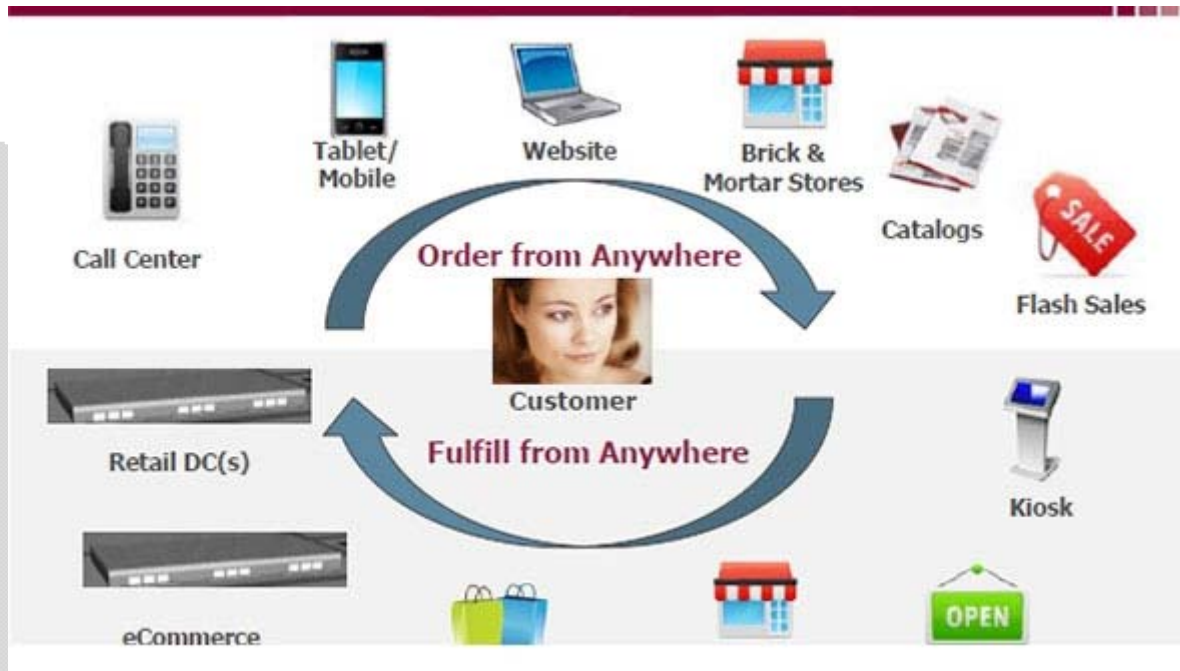 Tablet/
Mobile
Website
Brick &
Mortar Stores
Catalogs
SALE
Call Center
Flash Sales
Order from Anywhere
Customer
Fulfill from Anywhere
Retail DC(s)
Kiosk
eCommerce
OPEN